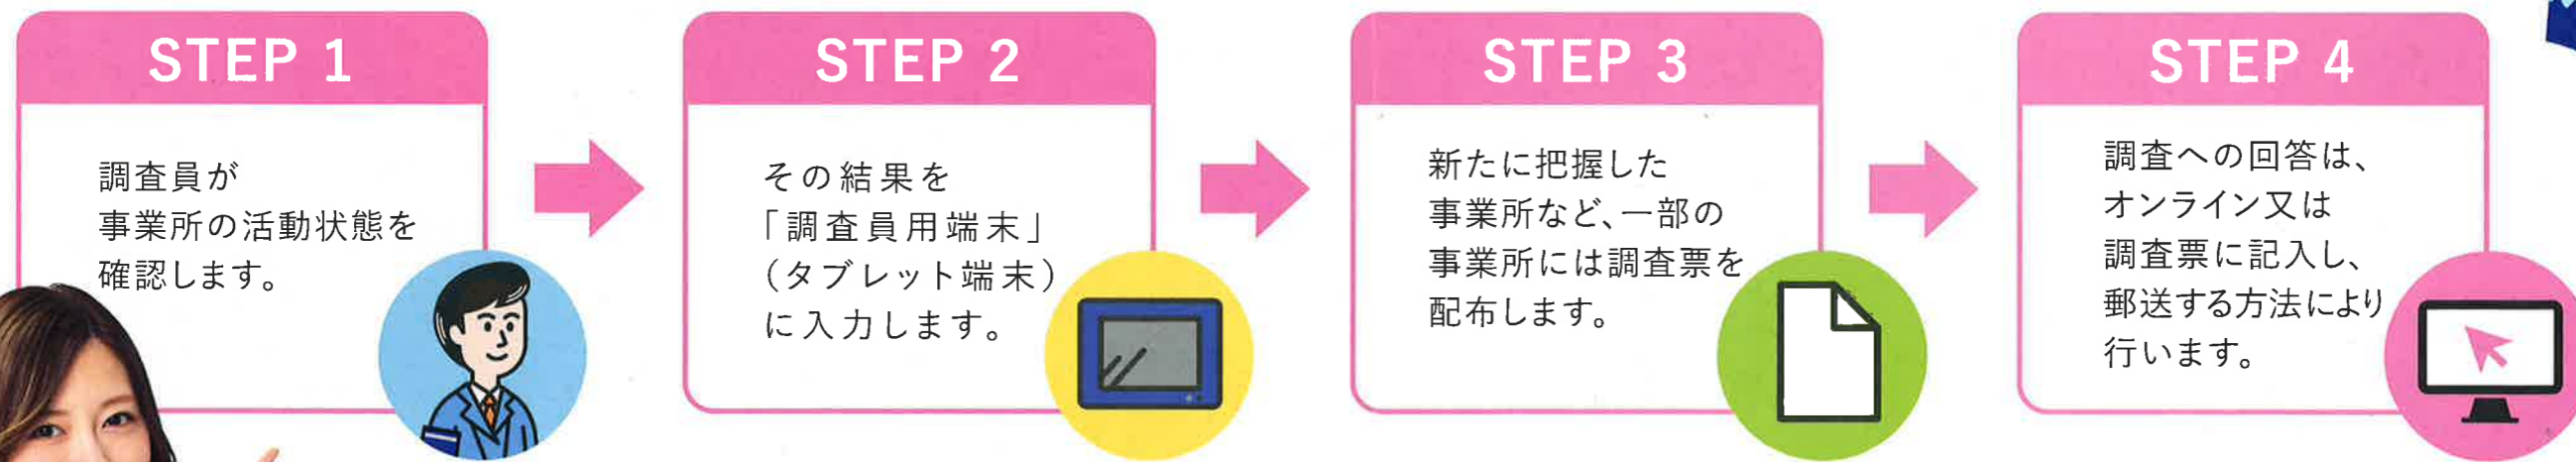 STEP 1
調査員が
事業所の活動状態を
確認します。
STEP 2
その結果を
「調査員用端末」
(タブレット端末)
に入力します。
STEP 3
新たに把握した
事業所など、一部の
事業所には調査票を
配布します。
STEP 4
調査への回答は、
オンライン又は
調査票に記入し、
郵送する方法により
行います。